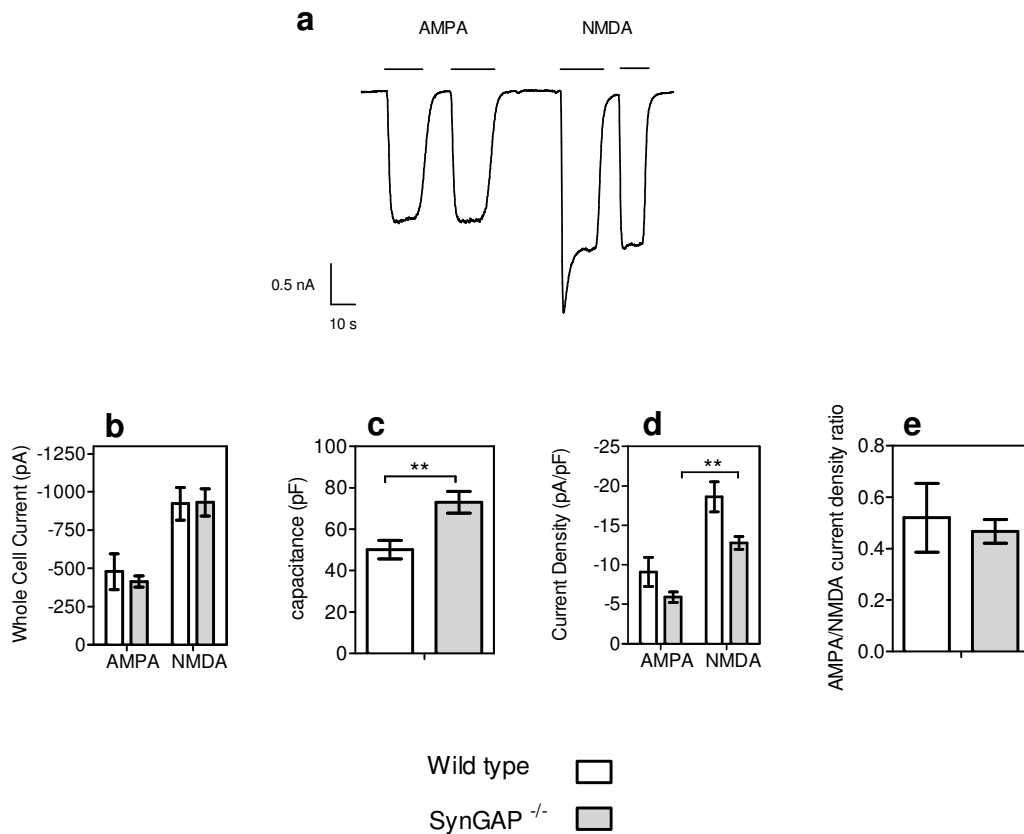 a
AMPA NMDA
0.5 nA
10 s
b
Whole Cell Current (pA)
-1250
-1000
-750
-500
-250
0
AMPA NMDA
c
capacitance (pF)
100
80
60
40
20
0
**
d
Current Density (pA/pF)
-25
-20
-15
-10
-5
0
**
AMPA NMDA
e
AMPA/NMDA current density ratio
0.8
0.6
0.4
0.2
0.0
Wild type
SynGAP -/-